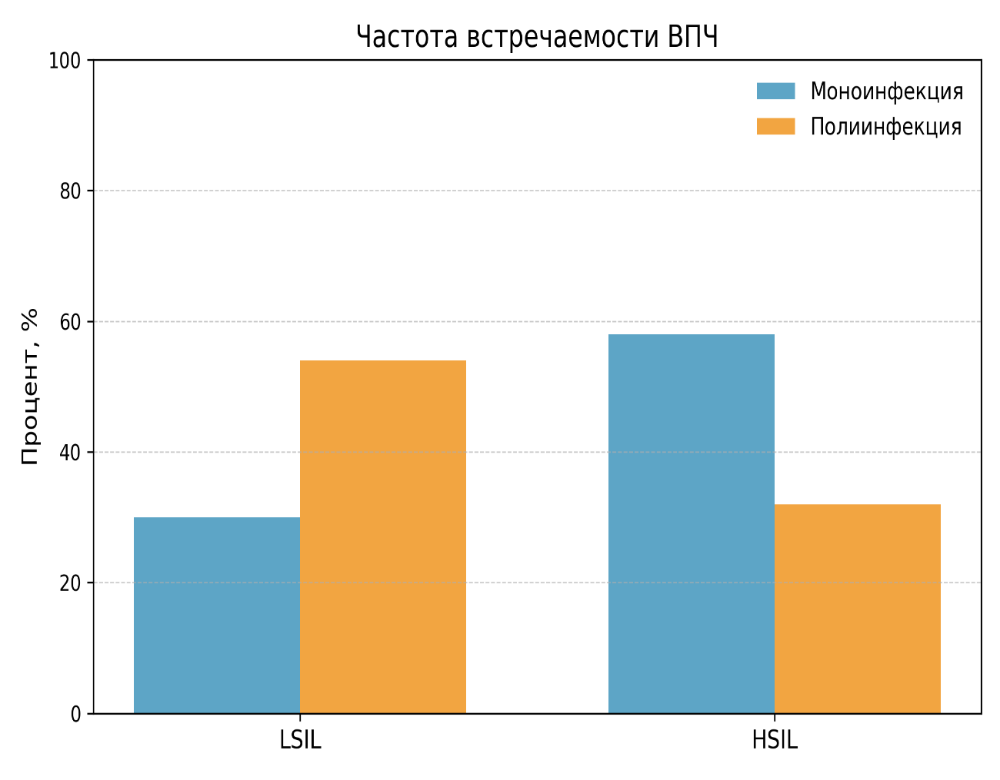 Частота встречаемости ВПЧ
Моноинфекция
Полиинфекция
Процент, %
100
80
60
40
20
0
LSIL
HSIL